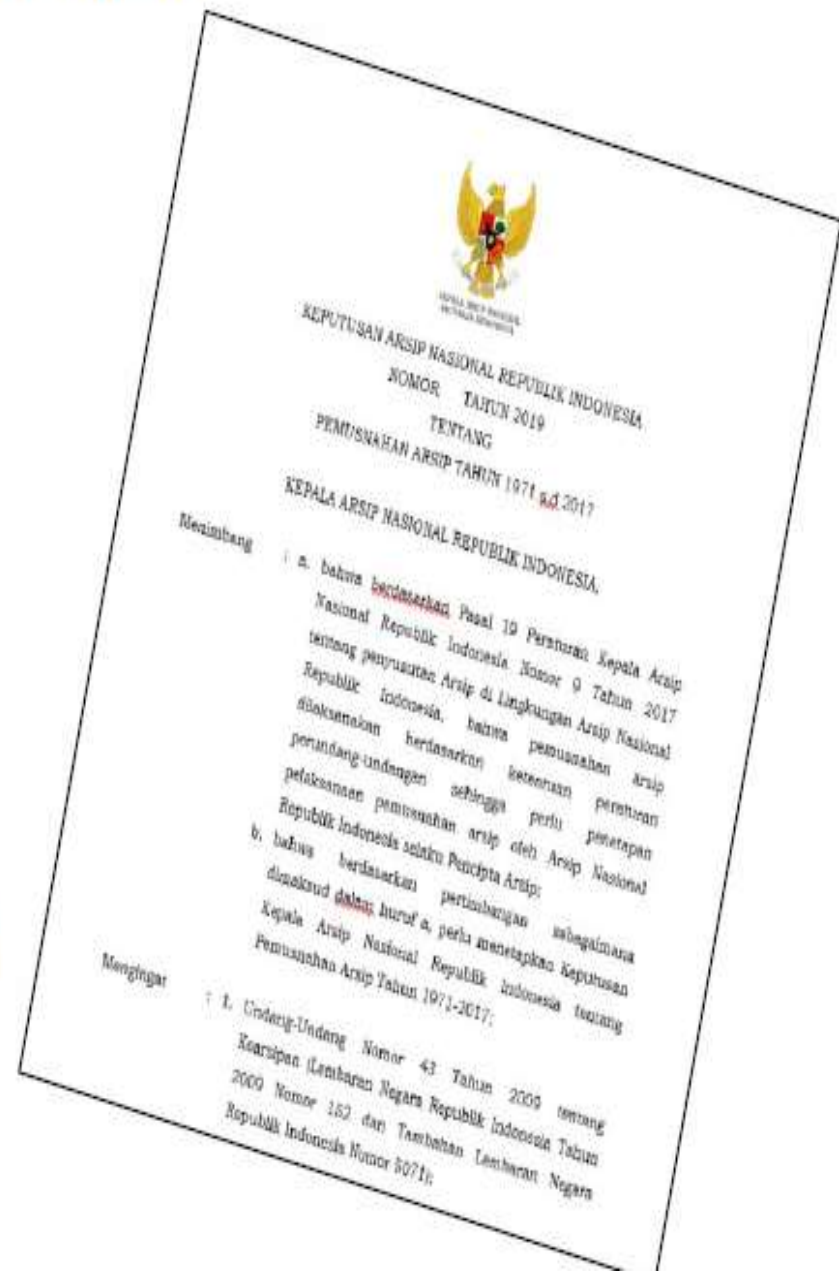 KEPALA ARSIP NASIONAL
REPUBLIK INDONESIA
KEPUTUSAN ARSIP NASIONAL REPUBLIK INDONESIA
NOMOR TAHUN 2019
TENTANG
PEMUSNAHAN ARSIP TAHUN 1971 s.d 2017
KEPALA ARSIP NASIONAL REPUBLIK INDONESIA,
Menimbang : a. bahwa berdasarkan Pasal 19 Peraturan Kepala Arsip
Nasional Republik Indonesia Nomor 9 Tahun 2017
tentang penyusutan Arsip di Lingkungan Arsip Nasional
Republik Indonesia, bahwa pemusnahan arsip
dilaksanakan berdasarkan ketentuan peraturan
perundang-undangan sehingga perlu penetapan
pelaksanaan pemusnahan arsip oleh Arsip Nasional
Republik Indonesia selaku Pencipta Arsip;
b. bahwa berdasarkan pertimbangan sebagaimana
dimaksud dalam huruf a, perlu menetapkan Keputusan
Kepala Arsip Nasional Republik Indonesia tentang
Pemusnahan Arsip Tahun 1971-2017;
Mengingat : 1. Undang-Undang Nomor 43 Tahun 2009 tentang
Kearsipan (Lembaran Negara Republik Indonesia Tahun
2009 Nomor 152 dan Tambahan Lembaran Negara
Republik Indonesia Nomor 5071);